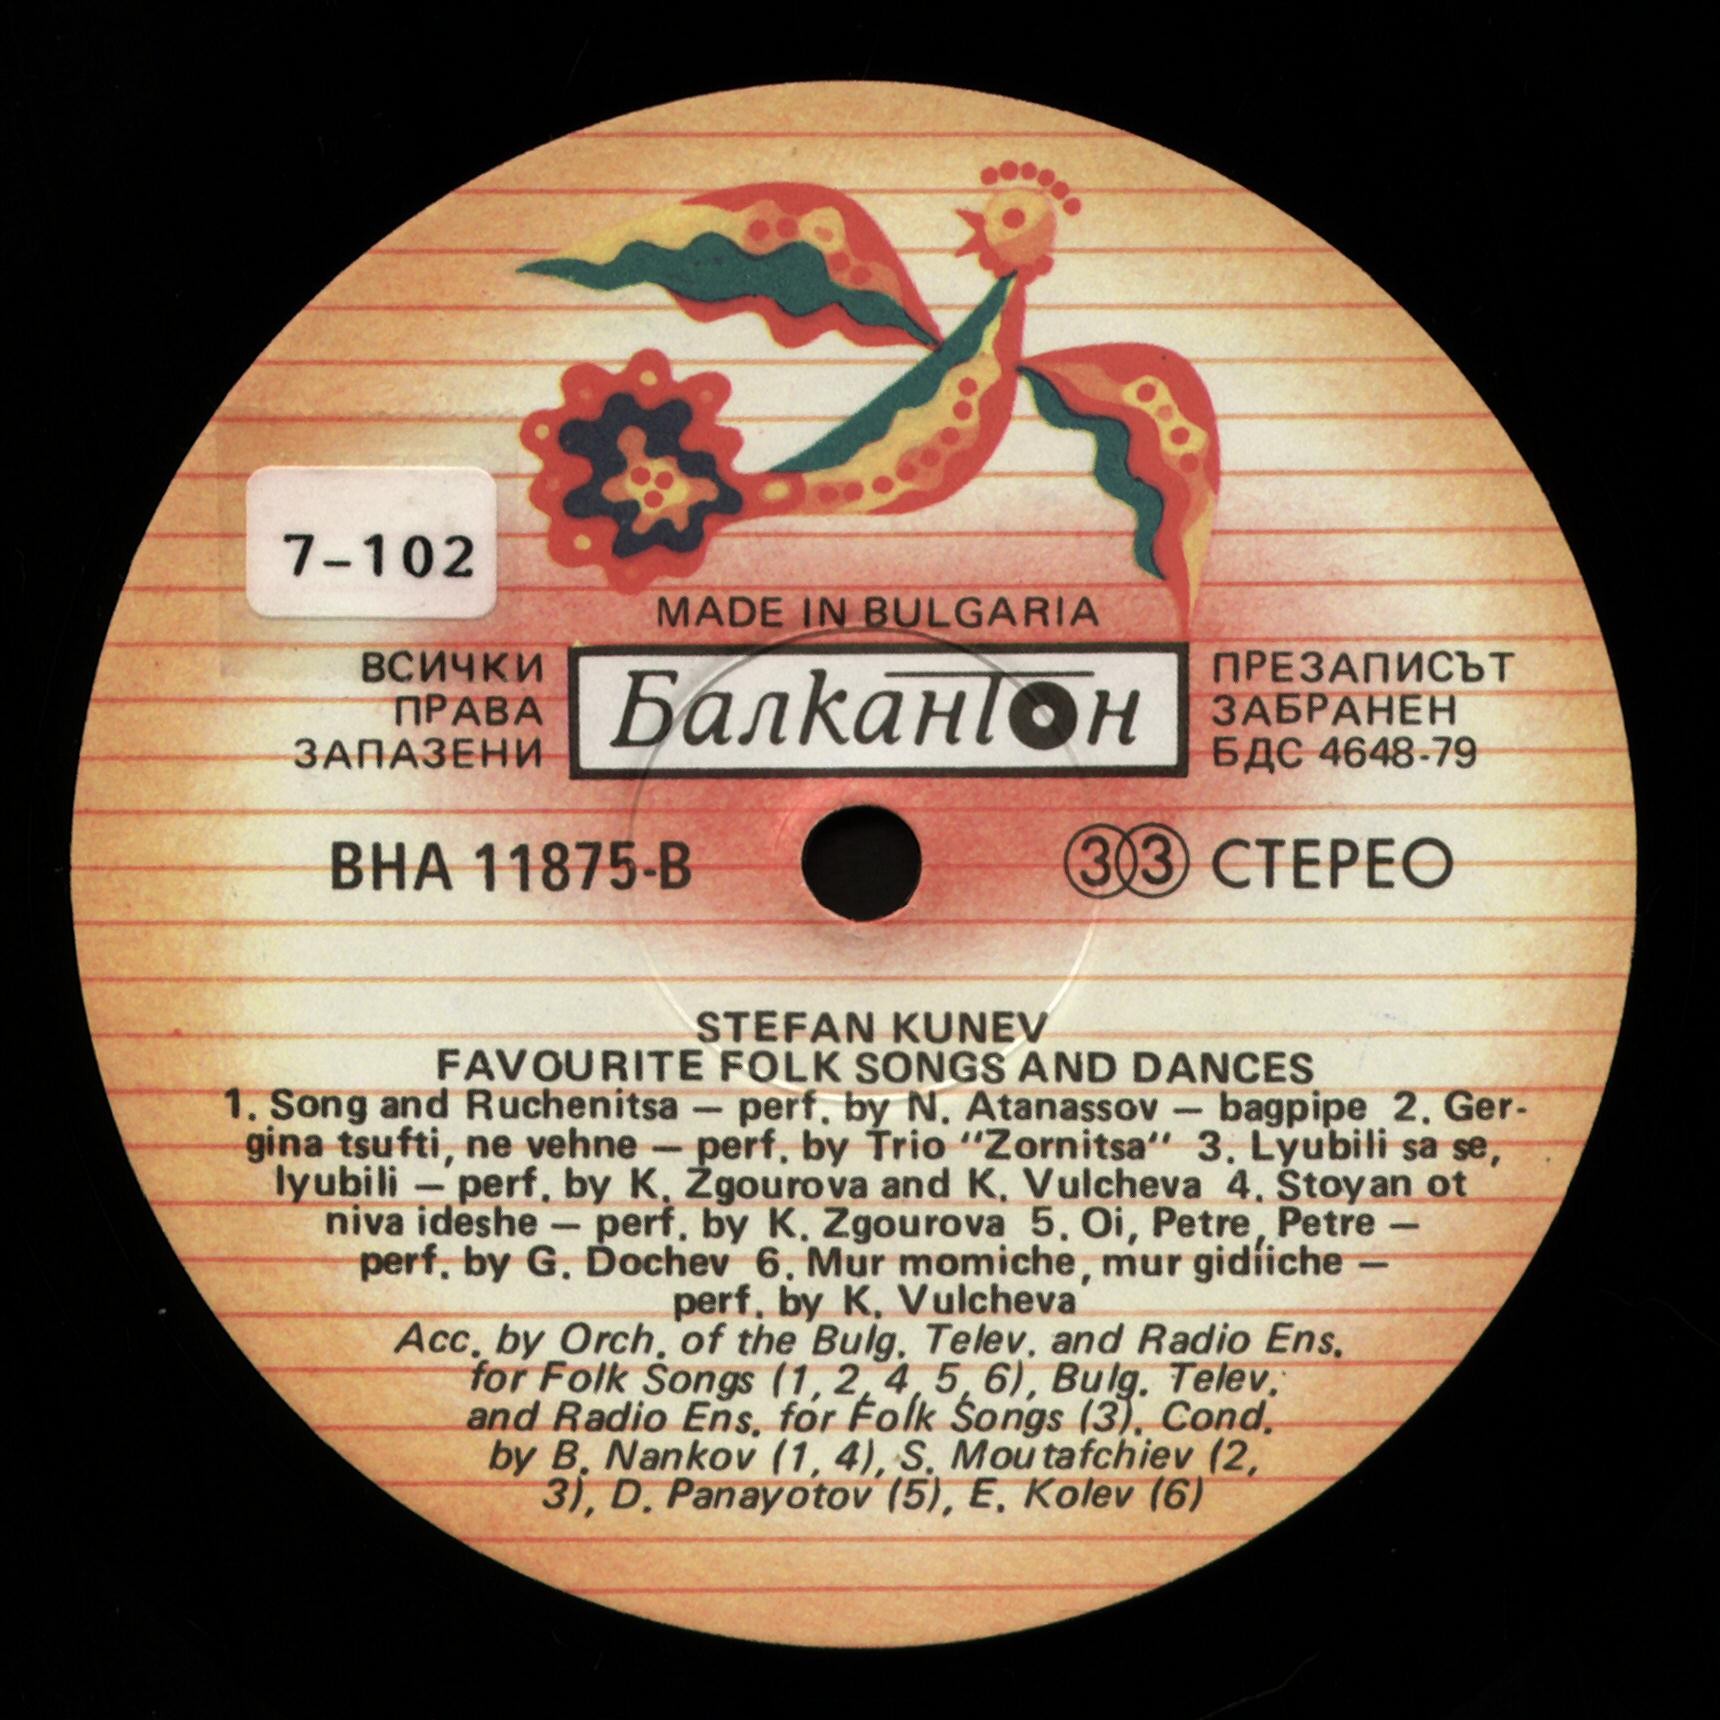 7-102
MADE IN BULGARIA
ВСИЧКИ
ПРАВА
ЗАПАЗЕНИ
Балкантон
ПРЕЗАПИСЪТ
ЗАБРАНЕН
БДС 4648-79
ВНА 11875-В
33 СТЕРЕО
STEFAN KUNEV
FAVOURITE FOLK SONGS AND DANCES
1. Song and Ruchenitsa – perf. by N. Atanassov – bagpipe 2. Ger-
gina tsufti, ne vehne – perf. by Trio "Zornitsa" 3. Lyubili sa se,
lyubili – perf. by K. Zgourova and K. Vulcheva 4. Stoyan ot
niva ideshe – perf. by K. Zgourova 5. Oi, Petre, Petre –
perf. by G. Dochev 6. Mur momiche, mur gidiiche –
perf. by K. Vulcheva
Acc. by Orch. of the Bulg. Telev. and Radio Ens.
for Folk Songs (1, 2, 4, 5, 6), Bulg. Telev.
and Radio Ens. for Folk Songs (3). Cond.
by B. Nankov (1, 4), S. Moutafchiev (2,
3), D. Panayotov (5), E. Kolev (6)